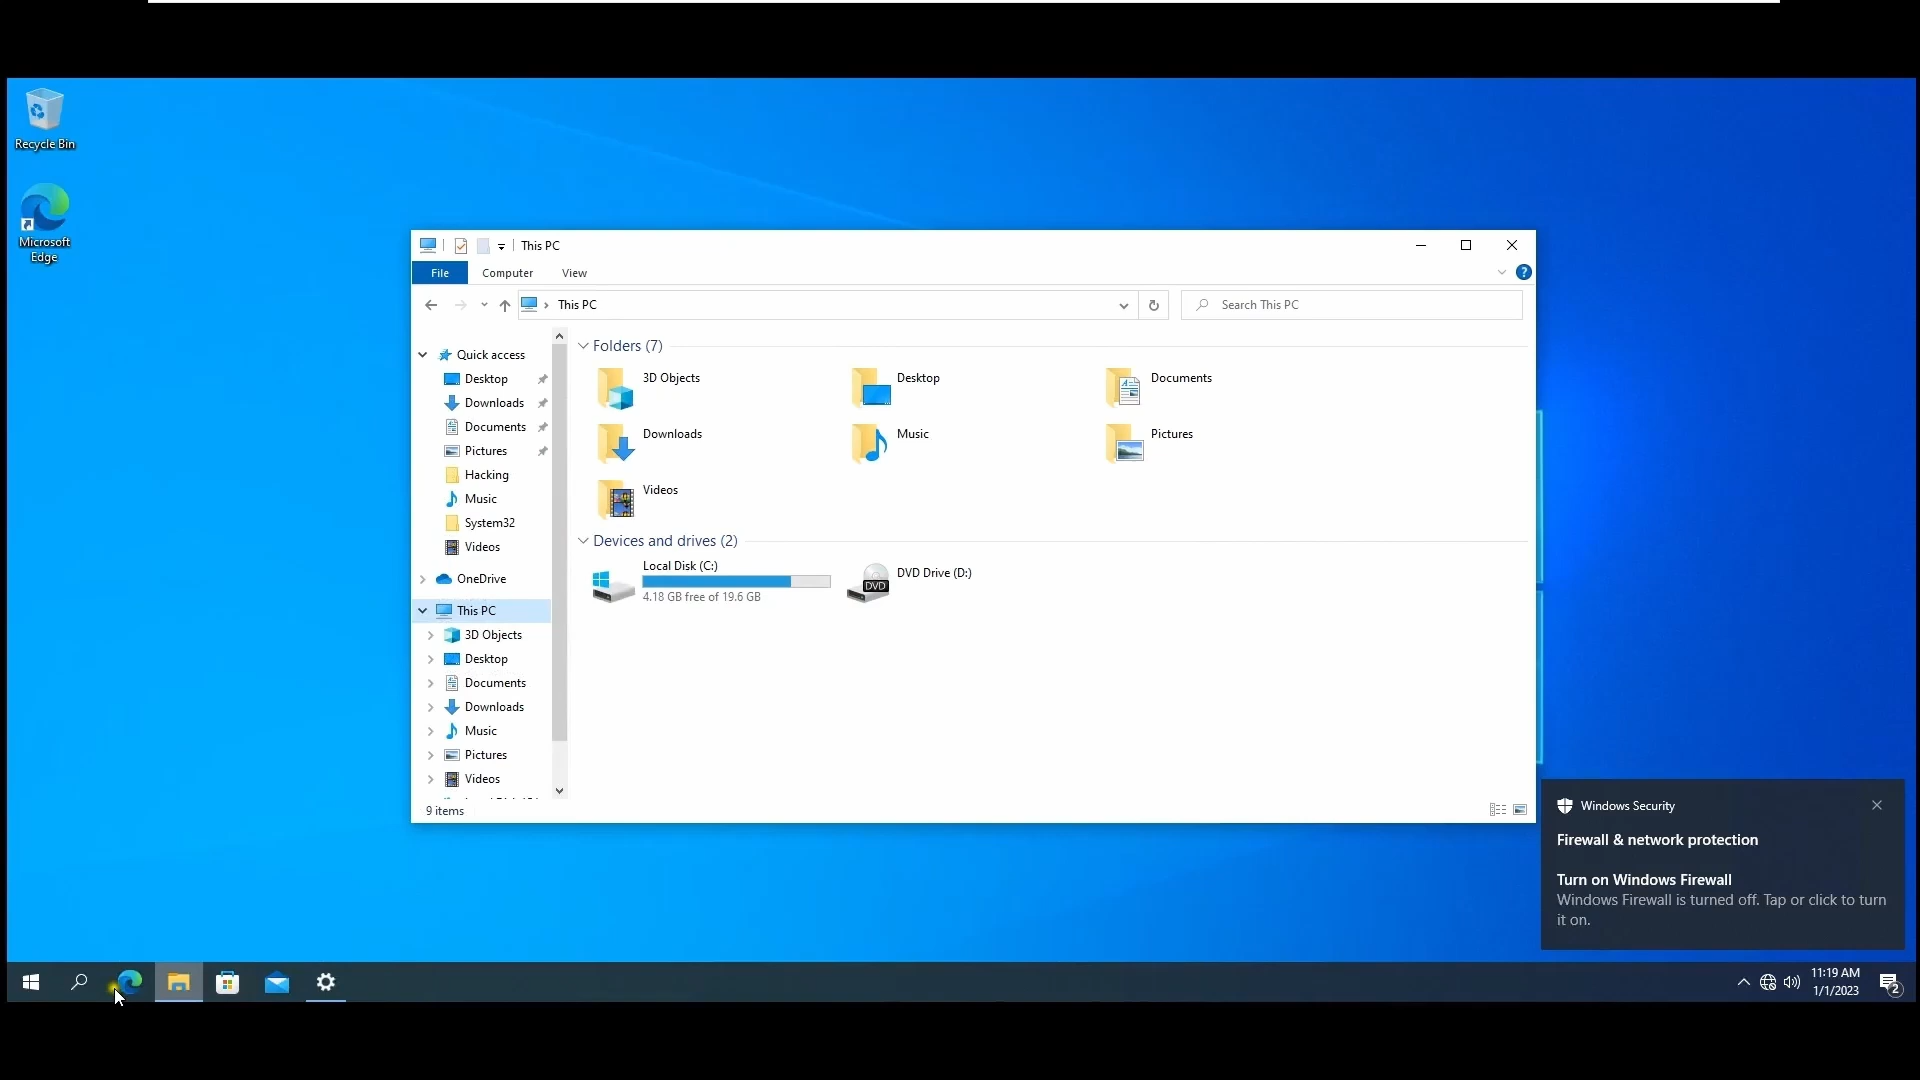 Recycle Bin
Microsoft
Edge
This PC
File
Computer
View
This PC
Search This PC
Quick access
Desktop
Downloads
Documents
Pictures
Hacking
Music
System32
Videos
OneDrive
This PC
3D Objects
Desktop
Documents
Downloads
Music
Pictures
Videos
Folders (7)
3D Objects
Desktop
Documents
Downloads
Music
Pictures
Videos
Devices and drives (2)
Local Disk (C:)
4.18 GB free of 19.6 GB
DVD
DVD Drive (D:)
9 items
Windows Security
Firewall & network protection
Turn on Windows Firewall
Windows Firewall is turned off. Tap or click to turn
it on.
11:19 AM
1/1/2023
2